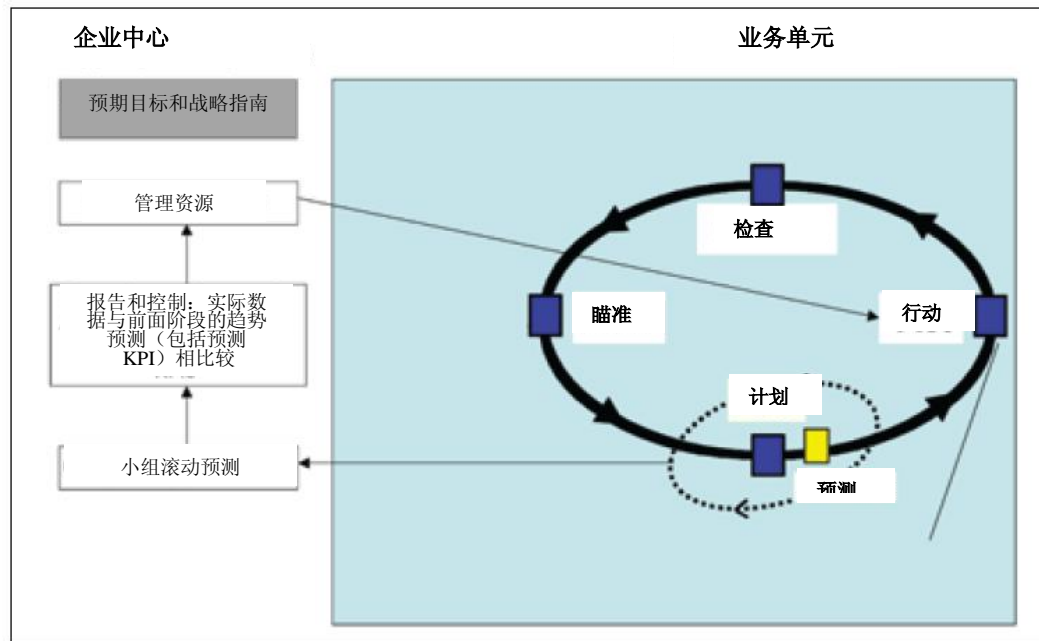 企业中心
业务单元
预期目标和战略指南
管理资源
报告和控制：实际数
据与前面阶段的趋势
预测（包括预测
KPI）相比较
小组滚动预测
检查
瞄准
行动
计划
预测